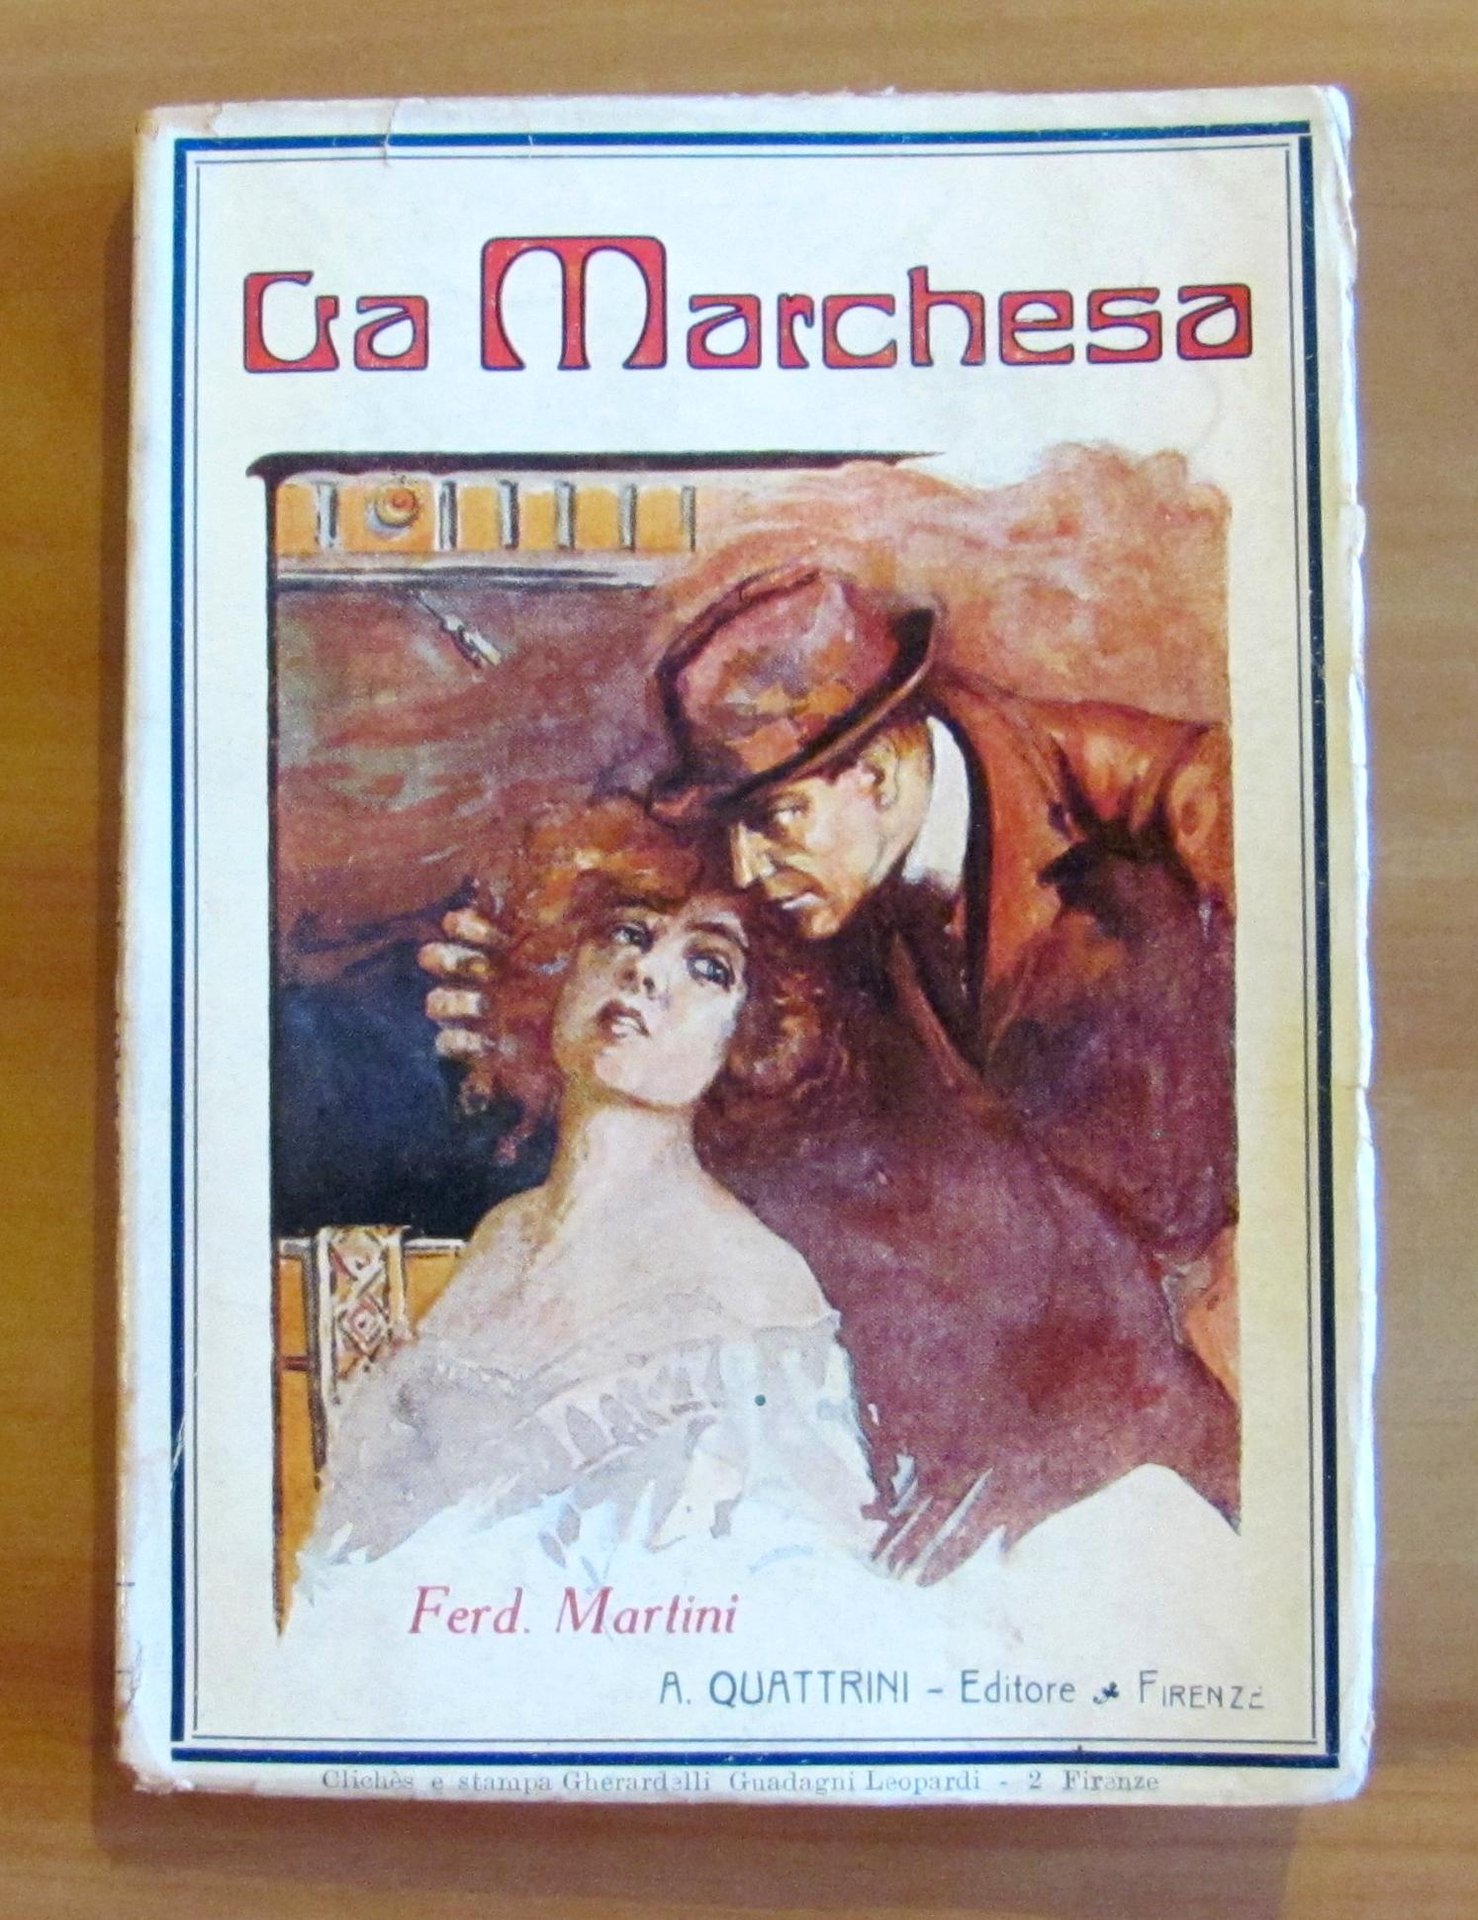 La Marchesa
Ferd. Martini
A. QUATTRINI - Editore FIRENZE
Clichès e stampa Gherardelli Guadagni Leopardi - 2 Firenze